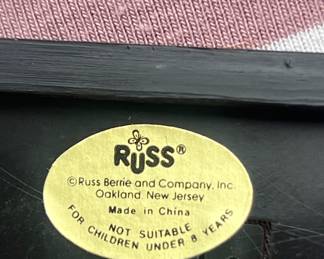 RUSS®
©Russ Berrie and Company, Inc.
Oakland, New Jersey
Made in China
NOT SUITABLE
FOR CHILDREN UNDER 8 YEARS